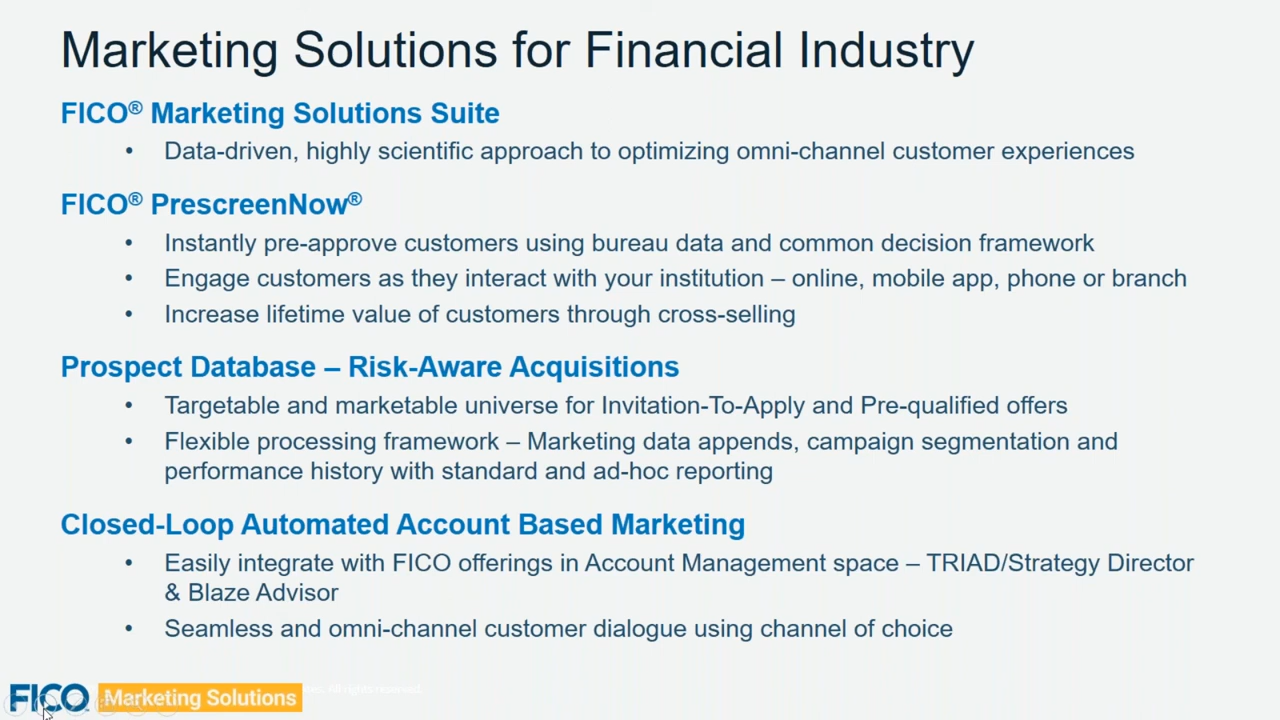 Marketing Solutions for Financial Industry
FICO® Marketing Solutions Suite
• Data-driven, highly scientific approach to optimizing omni-channel customer experiences
FICO® PrescreenNow®
• Instantly pre-approve customers using bureau data and common decision framework
• Engage customers as they interact with your institution – online, mobile app, phone or branch
• Increase lifetime value of customers through cross-selling
Prospect Database – Risk-Aware Acquisitions
• Targetable and marketable universe for Invitation-To-Apply and Pre-qualified offers
• Flexible processing framework – Marketing data appends, campaign segmentation and
performance history with standard and ad-hoc reporting
Closed-Loop Automated Account Based Marketing
• Easily integrate with FICO offerings in Account Management space – TRIAD/Strategy Director
& Blaze Advisor
• Seamless and omni-channel customer dialogue using channel of choice
All rights reserved.
FICO Marketing Solutions